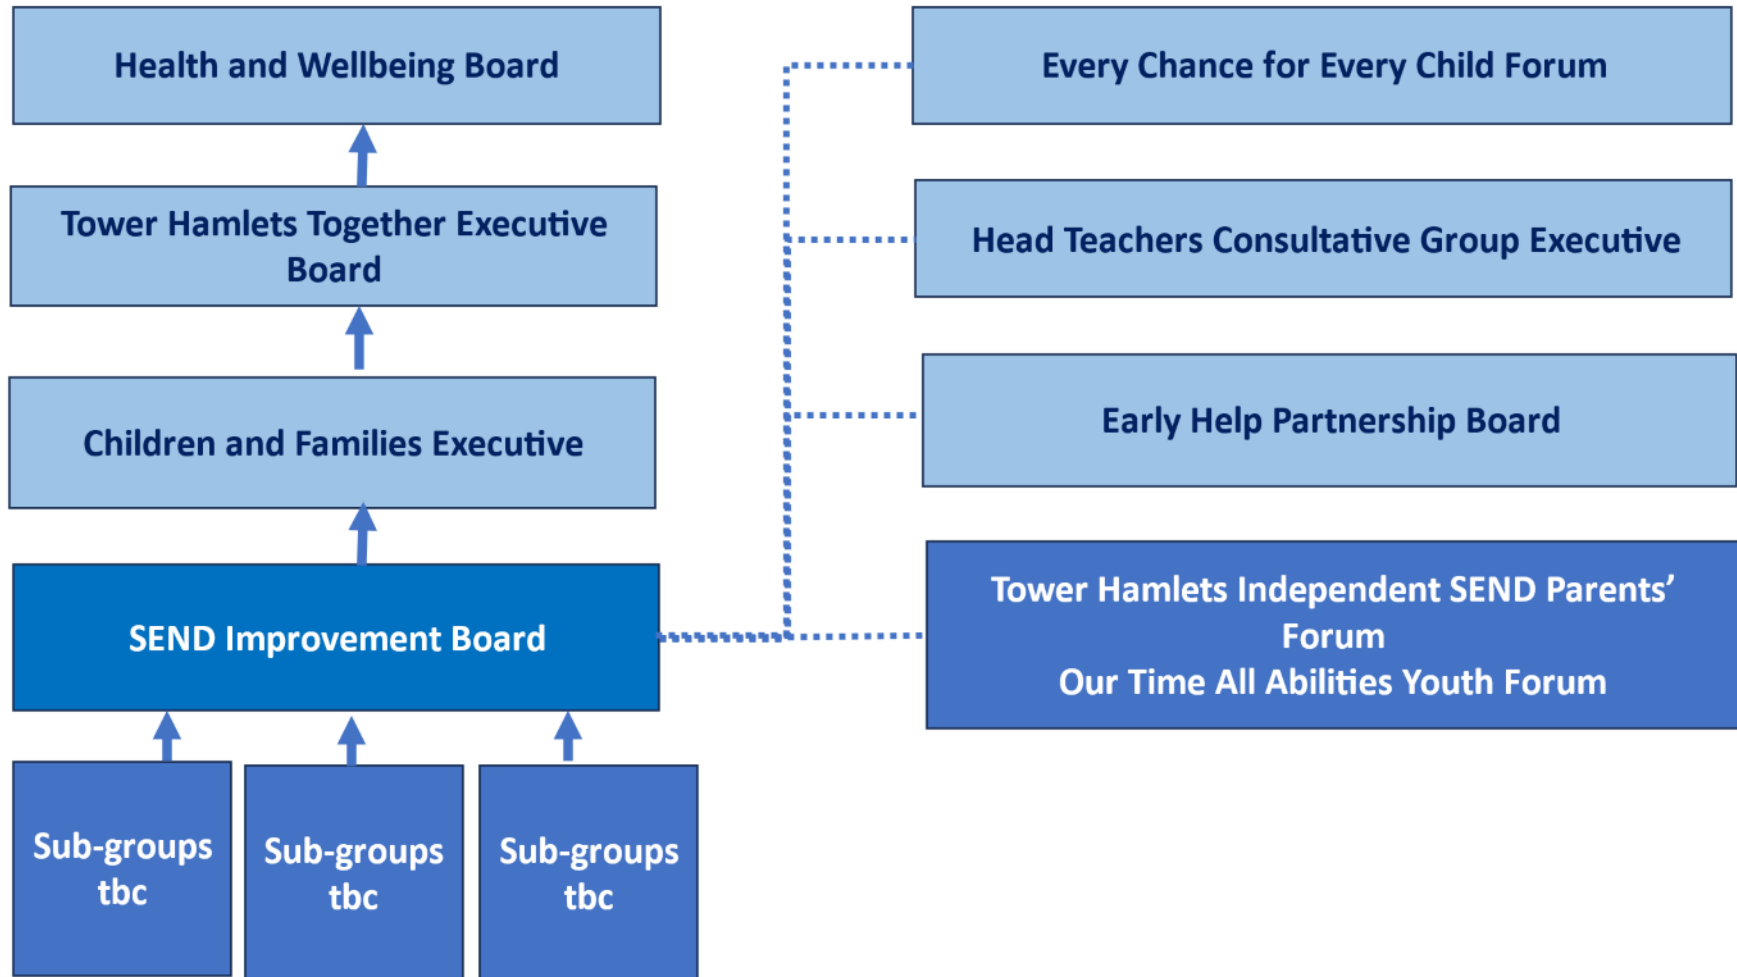 Health and Wellbeing Board
Tower Hamlets Together Executive
Board
Children and Families Executive
SEND Improvement Board
Sub-groups
tbc
Sub-groups
tbc
Sub-groups
tbc
Every Chance for Every Child Forum
Head Teachers Consultative Group Executive
Early Help Partnership Board
Tower Hamlets Independent SEND Parents’
Forum
Our Time All Abilities Youth Forum